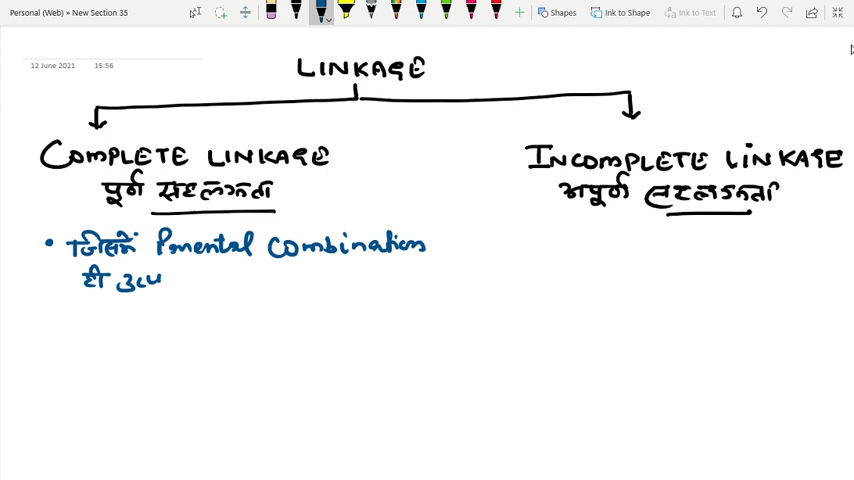 Personal (Web) » New Section 35
Shapes
Ink to Shape
Ink to Text
12 June 2021 15:56
LINKAGE
COMPLETE LINKAGE
INCOMPLETE LINKAGE
पूर्ण सहलग्नता
अपूर्ण सहलग्नता
• जिसमें Parental Combinations
ही उत्प